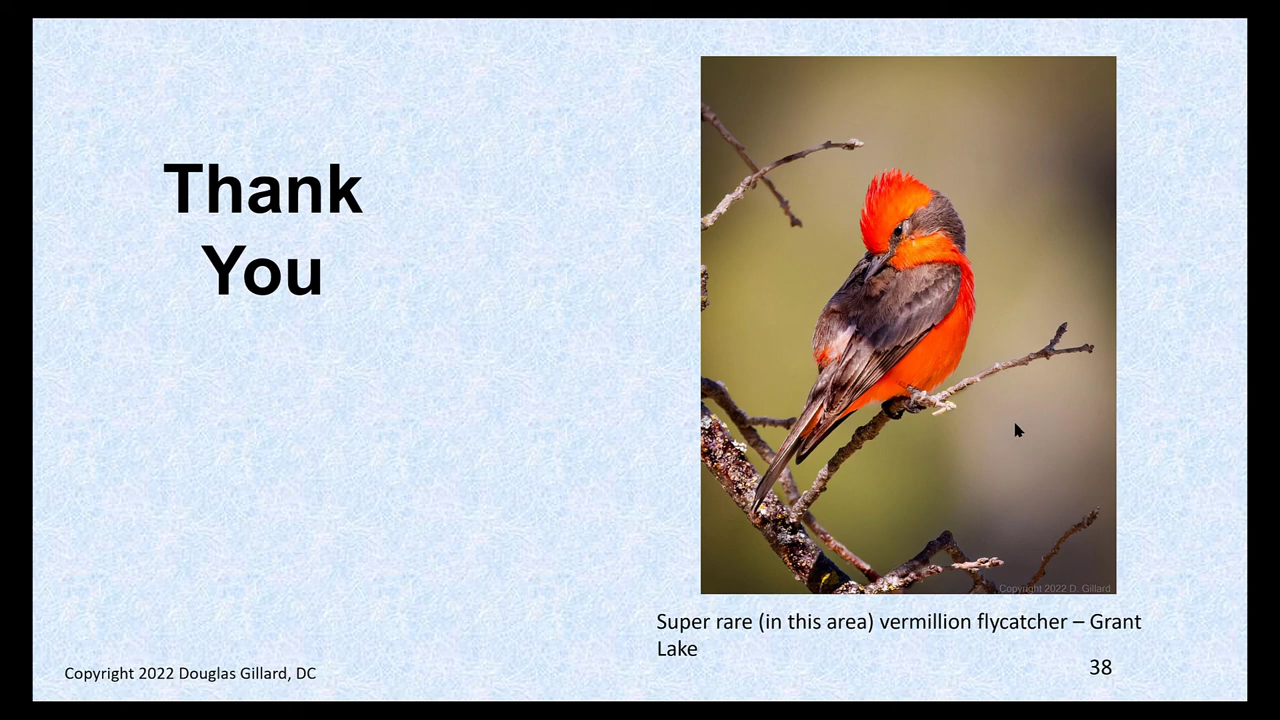 Thank
You
Copyright 2022 D. Gillard
Super rare (in this area) vermillion flycatcher – Grant
Lake
Copyright 2022 Douglas Gillard, DC
38